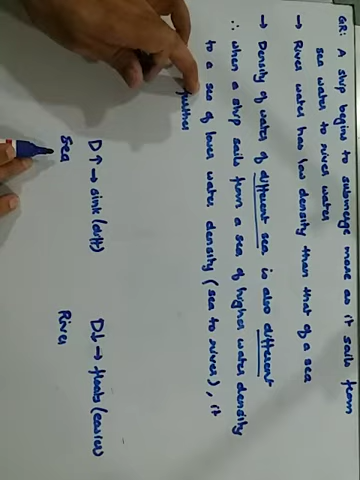 GR: A ship begins to submerge more as it sails from
sea water to river water
→ River water has low density than that of a sea
→ Density of water of different sea is also different
∴ when a ship sails from a sea of higher water density
to a sea of lower water density (sea to river), it
further
D↑ → sink (diff) D↓ → floats (easier)
Sea River